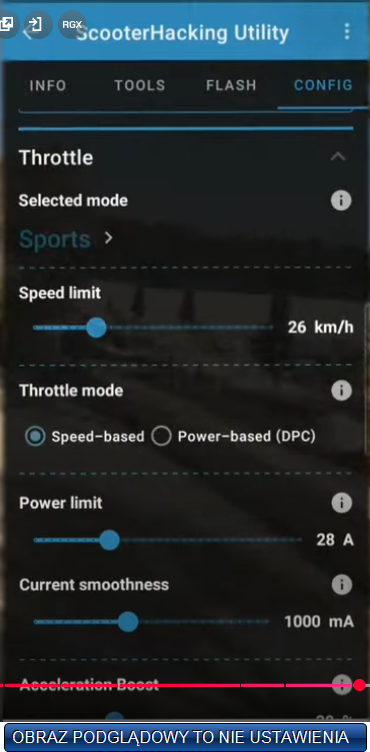 RGX
ScooterHacking Utility
INFO TOOLS FLASH CONFIG
Throttle
Selected mode
Sports
Speed limit
26 km/h
Throttle mode
Speed-based Power-based (DPC)
Power limit
28 A
Current smoothness
1000 mA
Acceleration Boost
OBRAZ PODGLĄDOWY TO NIE USTAWIENIA